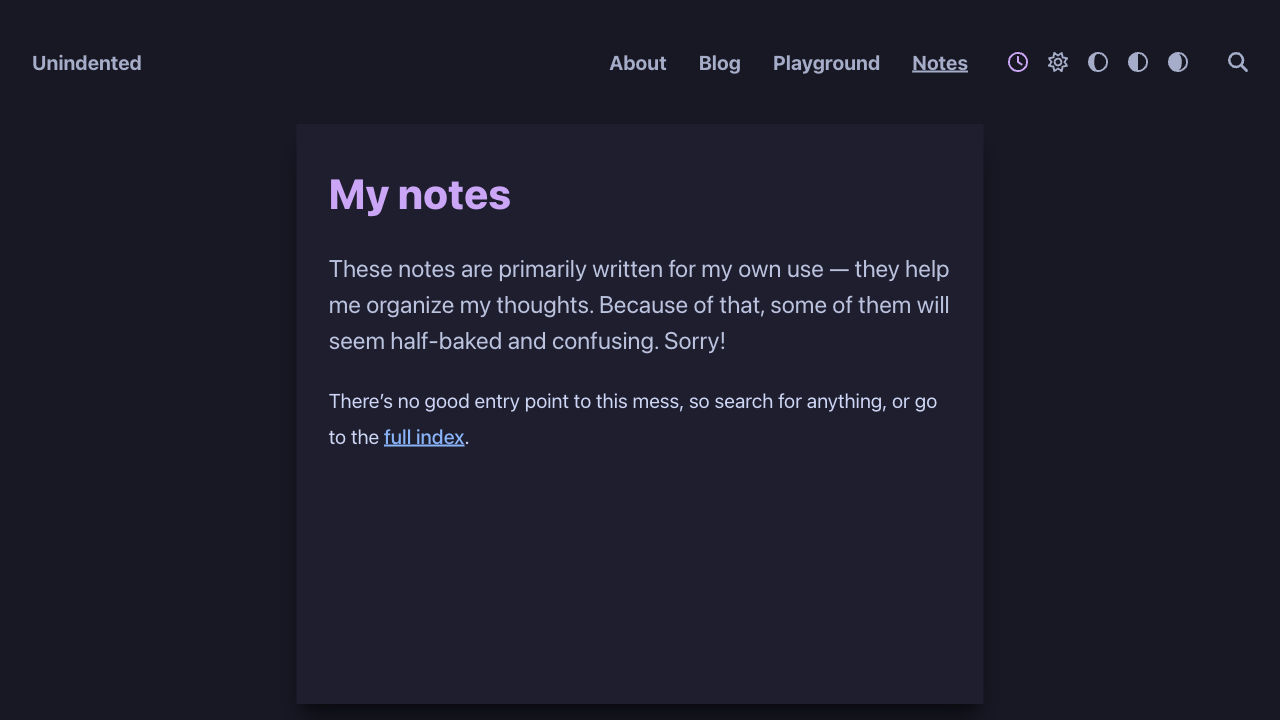 Unindented
About Blog Playground Notes
My notes
These notes are primarily written for my own use — they help
me organize my thoughts. Because of that, some of them will
seem half-baked and confusing. Sorry!
There’s no good entry point to this mess, so search for anything, or go
to the full index.